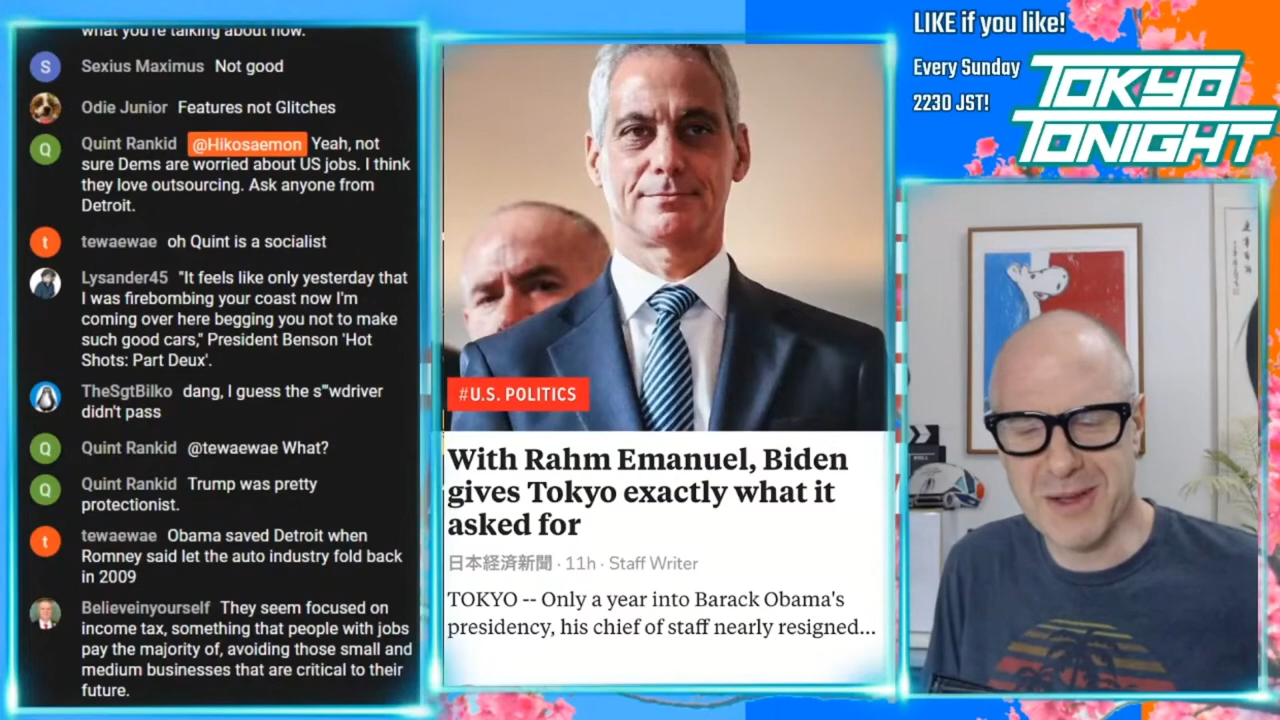 what you're talking about now.
Sexius Maximus Not good
Odie Junior Features not Glitches
Quint Rankid @Hikosaemon Yeah, not
sure Dems are worried about US jobs. I think
they love outsourcing. Ask anyone from
Detroit.
tewaewae oh Quint is a socialist
Lysander45 "It feels like only yesterday that
I was firebombing your coast now I'm
coming over here begging you not to make
such good cars," President Benson 'Hot
Shots: Part Deux'.
TheSgtBilko dang, I guess the s"wdriver
didn't pass
Quint Rankid @tewaewae What?
Quint Rankid Trump was pretty
protectionist.
tewaewae Obama saved Detroit when
Romney said let the auto industry fold back
in 2009
Believeinyourself They seem focused on
income tax, something that people with jobs
pay the majority of, avoiding those small and
medium businesses that are critical to their
future.
S
Q
t
Q
Q
t
#U.S. POLITICS
With Rahm Emanuel, Biden
gives Tokyo exactly what it
asked for
日本経済新聞 · 11h · Staff Writer
TOKYO -- Only a year into Barack Obama's
presidency, his chief of staff nearly resigned...
LIKE if you like!
Every Sunday
2230 JST!
TOKYO
TONIGHT